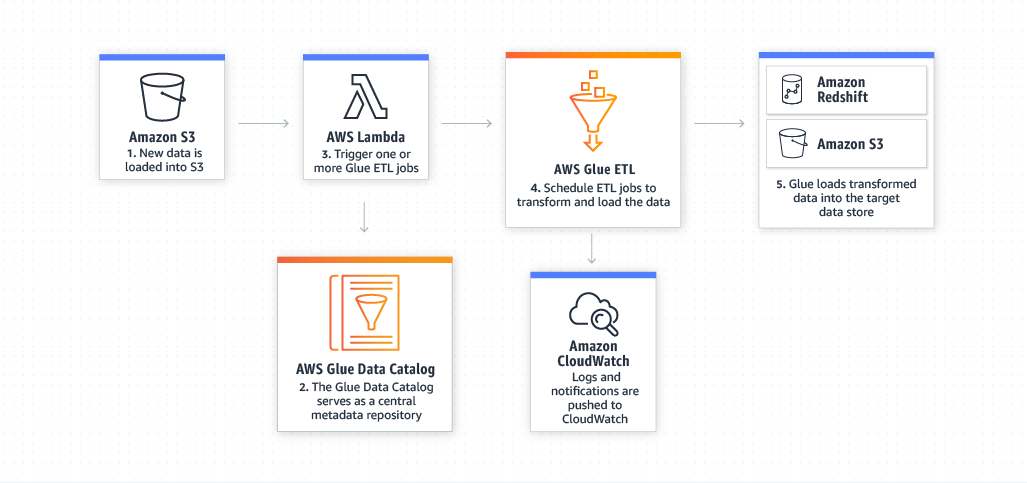 Amazon S3
1. New data is
loaded into S3
AWS Lambda
3. Trigger one or
more Glue ETL jobs
AWS Glue ETL
4. Schedule ETL jobs to
transform and load the data
Amazon
Redshift
Amazon S3
5. Glue loads transformed
data into the target
data store
AWS Glue Data Catalog
2. The Glue Data Catalog
serves as a central
metadata repository
Amazon
CloudWatch
Logs and
notifications are
pushed to
CloudWatch